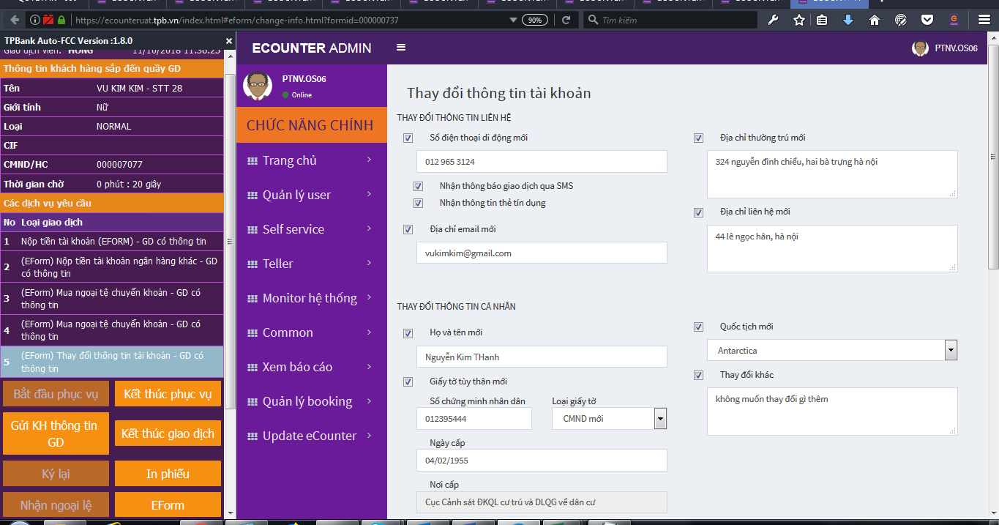 https://ecounteruat.tpb.vn/index.html#eform/change-info.html?formid=000000737
90%
Tìm kiếm
TPBank Auto-FCC Version :1.8.0
Giao dịch viên: HONG 11/10/2018 11:36:25
Thông tin khách hàng sắp đến quầy GD
Tên VU KIM KIM - STT 28
Giới tính Nữ
Loại NORMAL
CIF
CMND/HC 000007077
Thời gian chờ 0 phút : 20 giây
Các dịch vụ yêu cầu
No Loại giao dịch
1 Nộp tiền tài khoản (EFORM) - GD có thông tin
2 (EForm) Nộp tiền tài khoản ngân hàng khác - GD
có thông tin
3 (EForm) Mua ngoại tệ chuyển khoản - GD có
thông tin
4 (EForm) Mua ngoại tệ chuyển khoản - GD có
thông tin
5 (EForm) Thay đổi thông tin tài khoản - GD có
thông tin
Bắt đầu phục vụ
Kết thúc phục vụ
Gửi KH thông tin
GD
Kết thúc giao dịch
Ký lại
In phiếu
Nhận ngoại lệ
EForm
ECOUNTER ADMIN
PTNV.OS06
PTNV.OS06
Online
CHỨC NĂNG CHÍNH
Trang chủ
Quản lý user
Self service
Teller
Monitor hệ thống
Common
Xem báo cáo
Quản lý booking
Update eCounter
Thay đổi thông tin tài khoản
THAY ĐỔI THÔNG TIN LIÊN HỆ
Số điện thoại di động mới
012 965 3124
Nhận thông báo giao dịch qua SMS
Nhận thông tin thẻ tín dụng
Địa chỉ email mới
vukimkim@gmail.com
Địa chỉ thường trú mới
324 nguyễn đình chiểu, hai bà trựng hà nội
Địa chỉ liên hệ mới
44 lê ngọc hân, hà nội
THAY ĐỔI THÔNG TIN CÁ NHÂN
Họ và tên mới
Nguyễn Kim THanh
Giấy tờ tùy thân mới
Số chứng minh nhân dân
012395444
Loại giấy tờ
CMND mới
Ngày cấp
04/02/1955
Nơi cấp
Cục Cảnh sát ĐKQL cư trú và DLQG về dân cư
Quốc tịch mới
Antarctica
Thay đổi khác
không muốn thay đổi gì thêm